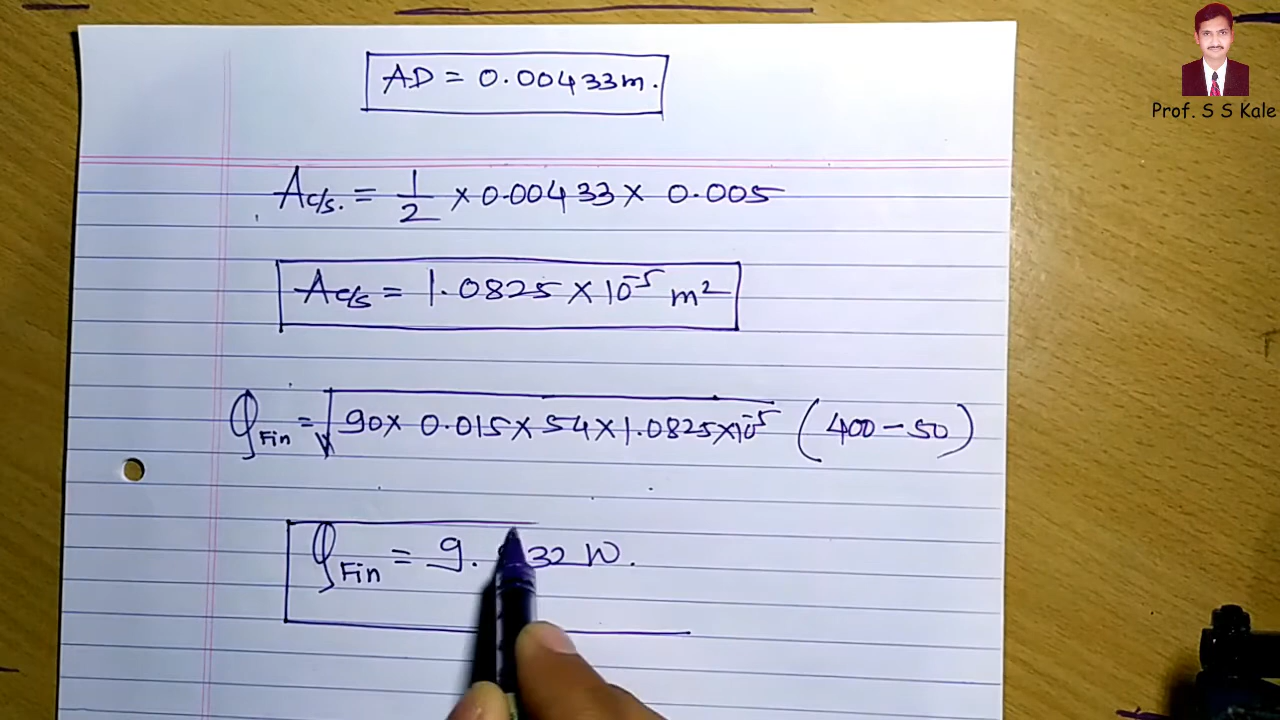 Prof. S S Kale
AD = 0.00433m.
Ac/s. = 1/2 × 0.00433 × 0.005
Ac/s = 1.0825 × 10⁻⁵ m²
QFin = √90 × 0.015 × 54 × 1.0825 × 10⁻⁵ (400 - 50)
QFin = 9. 32 W.